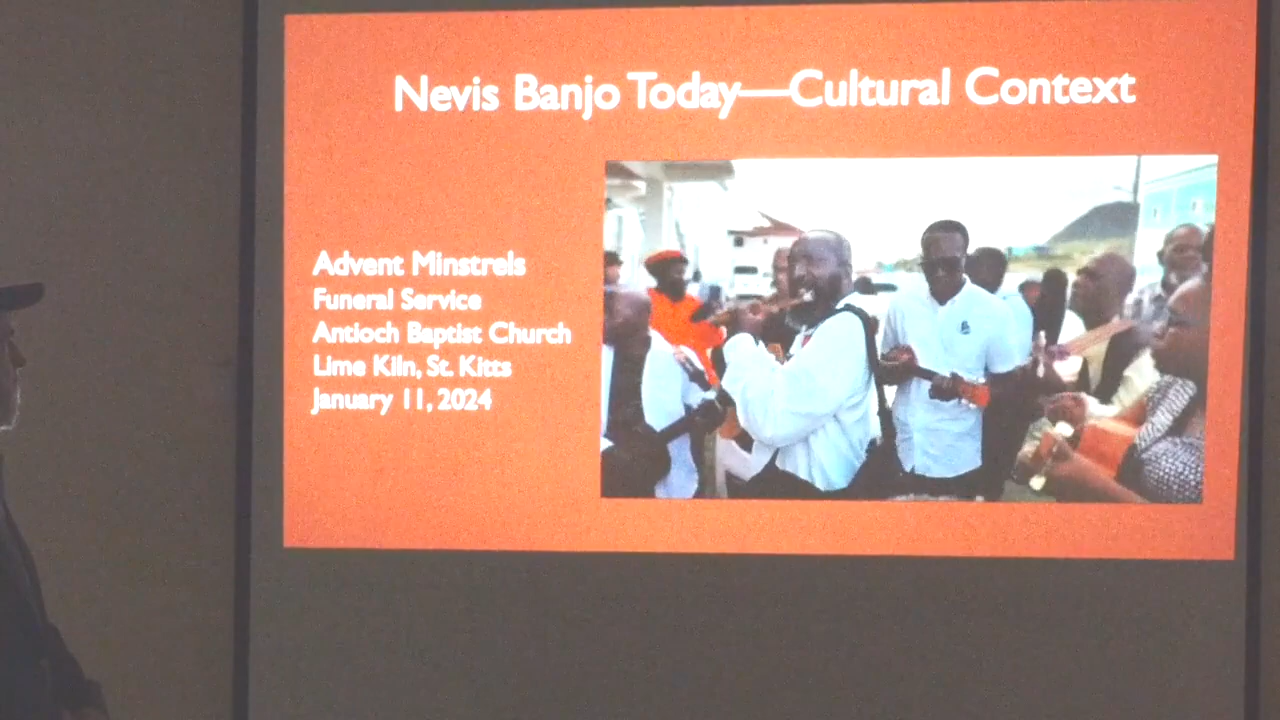 Nevis Banjo Today—Cultural Context
Advent Minstrels
Funeral Service
Antioch Baptist Church
Lime Kiln, St. Kitts
January 11, 2024